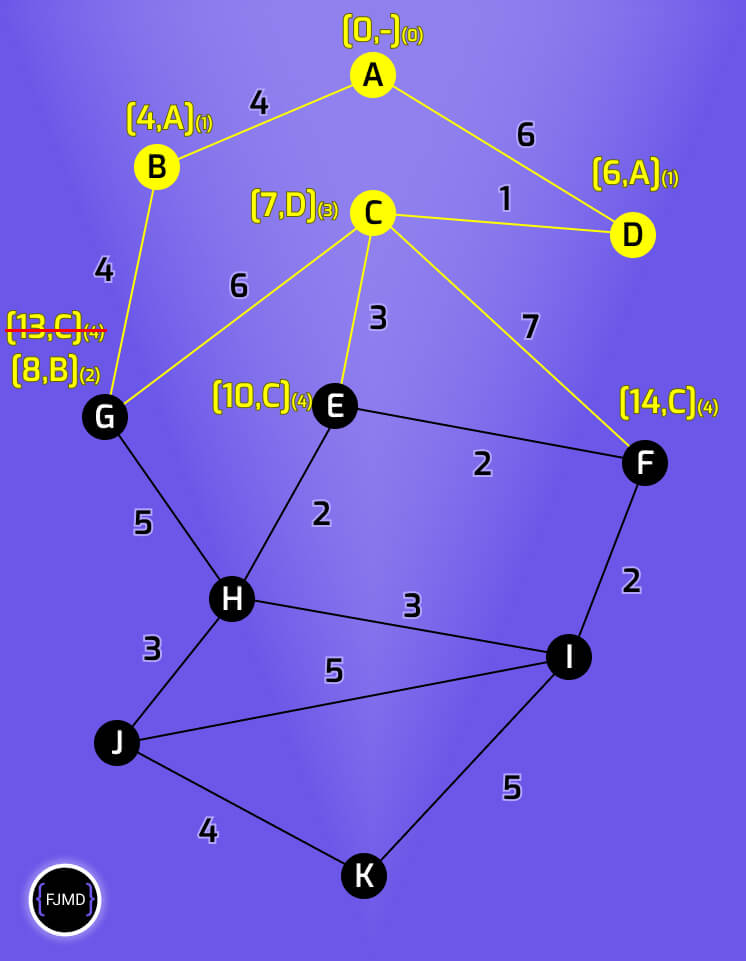 [0,-](0)
A
4
[4,A](1)
6
B
[6,A](1)
[7,D](3)
C
1
D
4
6
3
7
[13,C](4)
[8,B](2)
[10,C](4)
E
[14,C](4)
G
F
2
5
2
2
H
3
3
I
5
J
5
4
K
{FJMD}